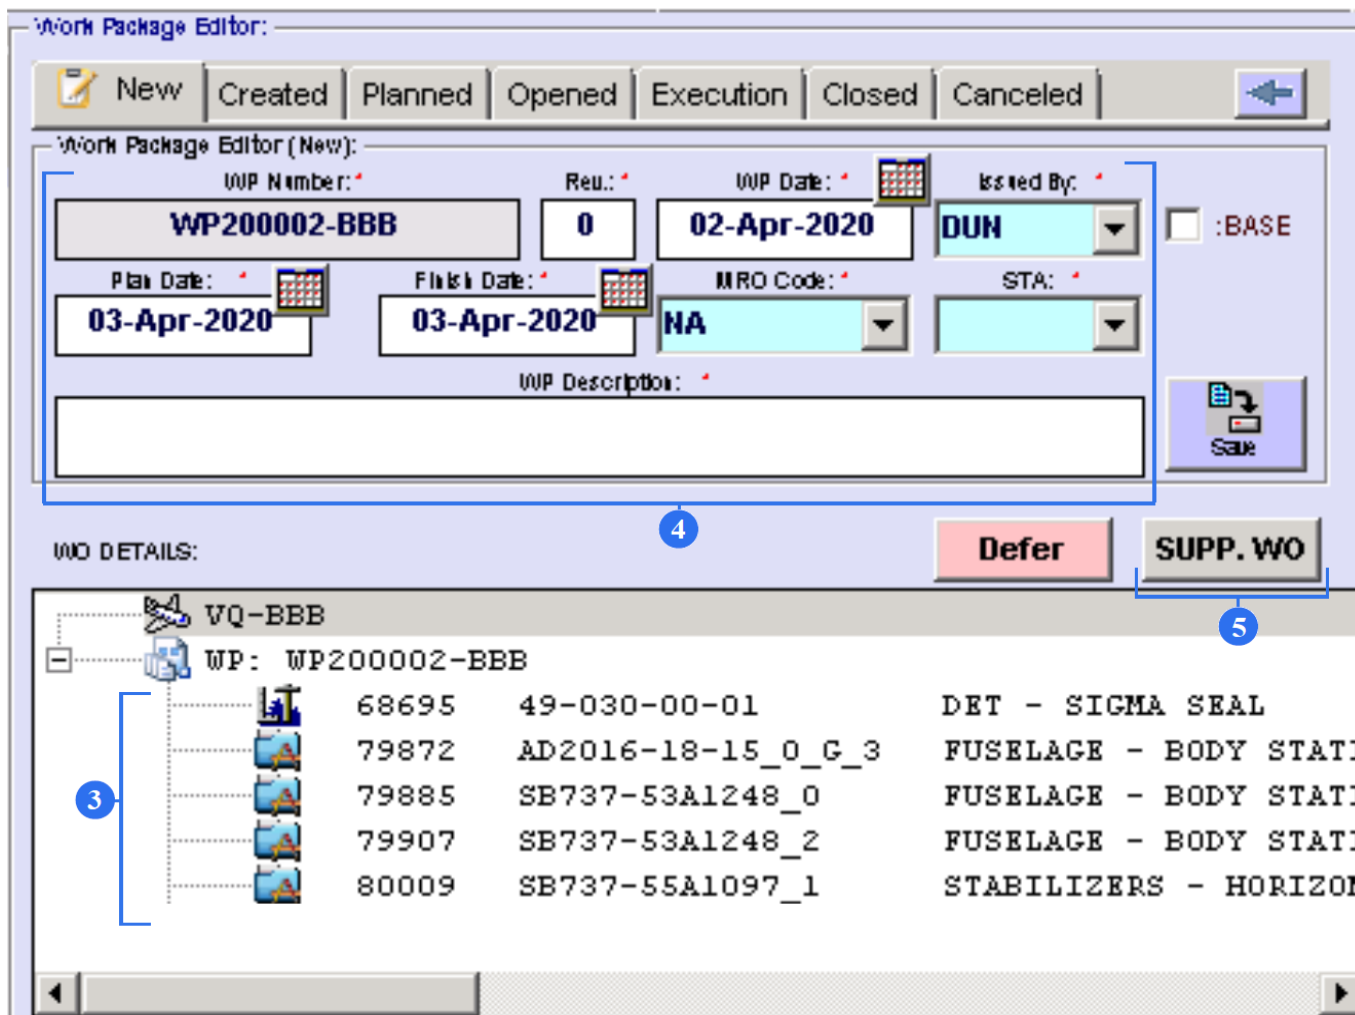 Work Package Editor:
New Created Planned Opened Execution Closed Canceled
Work Package Editor (New):
WP Number: * Rev.: * WP Date: * Issued By: *
WP200002-BBB 0 02-Apr-2020 DUN :BASE
Plan Date: * Finish Date: * MRO Code: * STA: *
03-Apr-2020 03-Apr-2020 NA
WP Description: *
Save
4
WO DETAILS: Defer SUPP. WO
5
VQ-BBB
WP: WP200002-BBB
68695 49-030-00-01 DET - SIGMA SEAL
79872 AD2016-18-15_0_G_3 FUSELAGE - BODY STATI
3
79885 SB737-53A1248_0 FUSELAGE - BODY STATI
79907 SB737-53A1248_2 FUSELAGE - BODY STATI
80009 SB737-55A1097_1 STABILIZERS - HORIZON